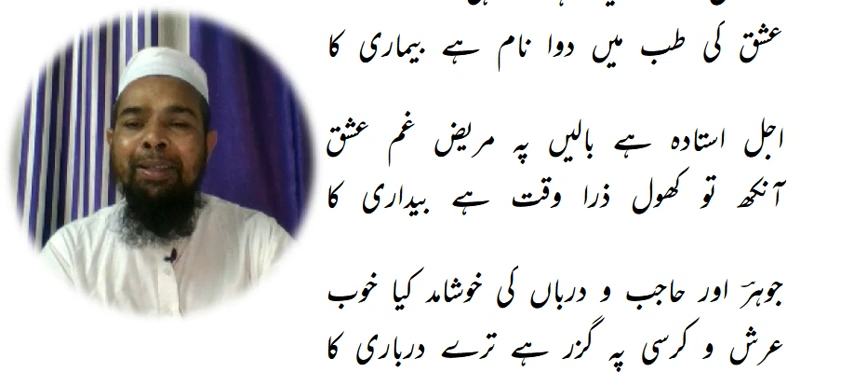 عشق کی طب میں دوا نام ہے بیماری کا
اجل استادہ ہے بالیں پہ مریض غم عشق
آنکھ تو کھول ذرا وقت ہے بیداری کا
جوہرؔ اور حاجب و درباں کی خوشامد کیا خوب
عرش و کرسی پہ گزر ہے ترے درباری کا